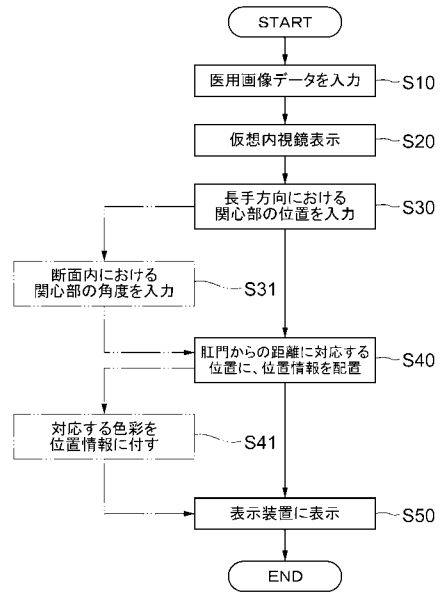 START
医用画像データを入力
S10
仮想内視鏡表示
S20
長手方向における
関心部の位置を入力
S30
断面内における
関心部の角度を入力
S31
肛門からの距離に対応する
位置に、位置情報を配置
S40
対応する色彩を
位置情報に付す
S41
表示装置に表示
S50
END